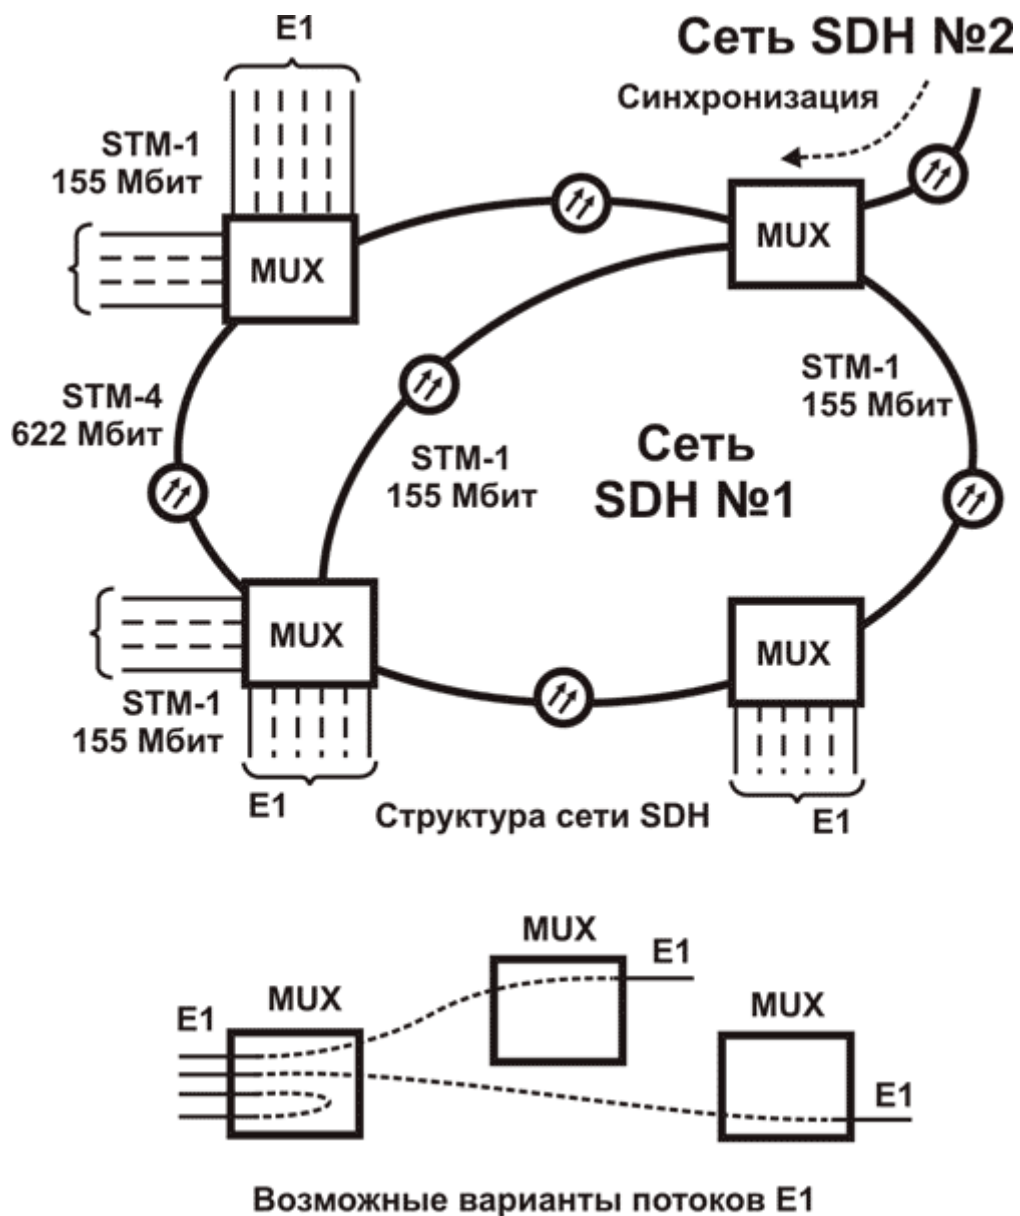 E1
Сеть SDH №2
Синхронизация
STM-1
155 Мбит
MUX
MUX
STM-4
622 Мбит
STM-1
155 Мбит
STM-1
155 Мбит
Сеть
SDH №1
MUX
MUX
STM-1
155 Мбит
E1
E1
Структура сети SDH
MUX
E1
MUX
MUX
E1
E1
Возможные варианты потоков E1